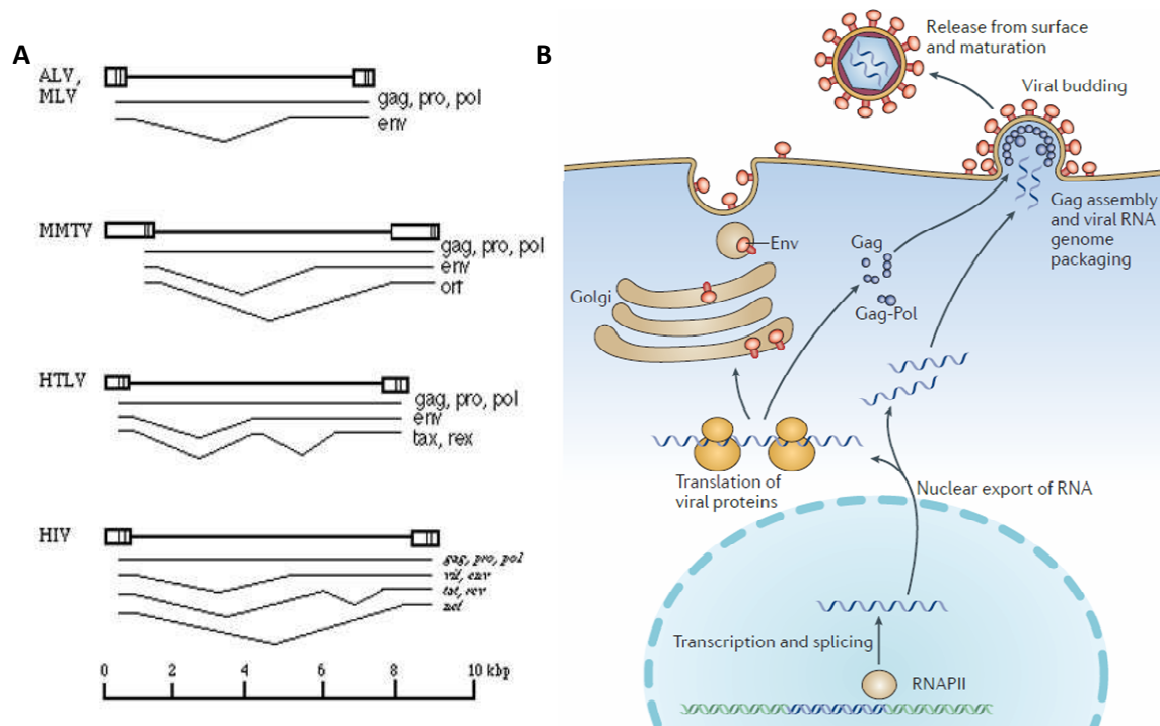 A
ALV,
MLV
gag, pro, pol
env
MMTV
gag, pro, pol
env
orf
HTLV
gag, pro, pol
env
tax, rex
HIV
gag, pro, pol
vif, env
tat, rev
nef
0 2 4 6 8 10 kbp
B
Release from surface
and maturation
Viral budding
Gag assembly
and viral RNA
genome
packaging
Env
Gag
Golgi
Gag-Pol
Translation of
viral proteins
Nuclear export of RNA
Transcription and splicing
RNAPII